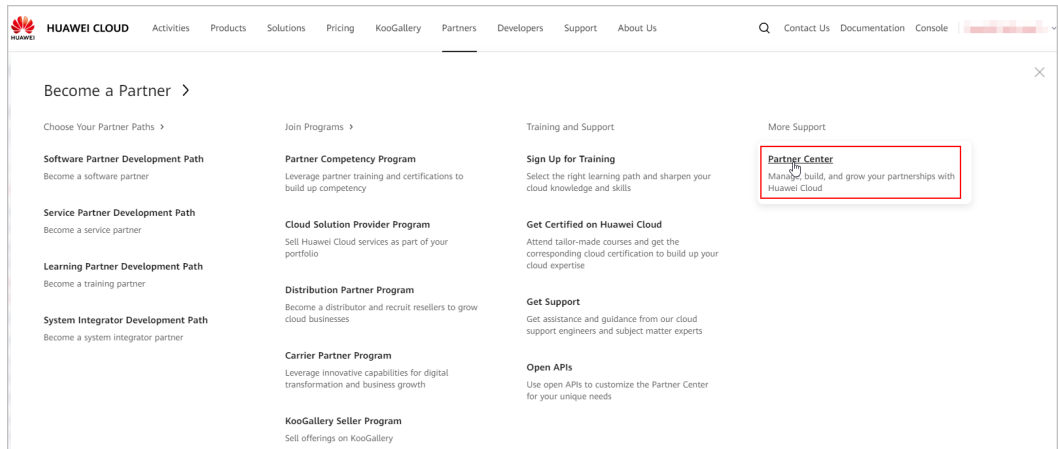 HUAWEI
HUAWEI CLOUD Activities Products Solutions Pricing KooGallery Partners Developers Support About Us Contact Us Documentation Console
Become a Partner >
Choose Your Partner Paths >
Software Partner Development Path
Become a software partner
Service Partner Development Path
Become a service partner
Learning Partner Development Path
Become a training partner
System Integrator Development Path
Become a system integrator partner
Join Programs >
Partner Competency Program
Leverage partner training and certifications to
build up competency
Cloud Solution Provider Program
Sell Huawei Cloud services as part of your
portfolio
Distribution Partner Program
Become a distributor and recruit resellers to grow
cloud businesses
Carrier Partner Program
Leverage innovative capabilities for digital
transformation and business growth
KooGallery Seller Program
Sell offerings on KooGallery
Training and Support
Sign Up for Training
Select the right learning path and sharpen your
cloud knowledge and skills
Get Certified on Huawei Cloud
Attend tailor-made courses and get the
corresponding cloud certification to build up your
cloud expertise
Get Support
Get assistance and guidance from our cloud
support engineers and subject matter experts
Open APIs
Use open APIs to customize the Partner Center
for your unique needs
More Support
Partner Center
Manage, build, and grow your partnerships with
Huawei Cloud